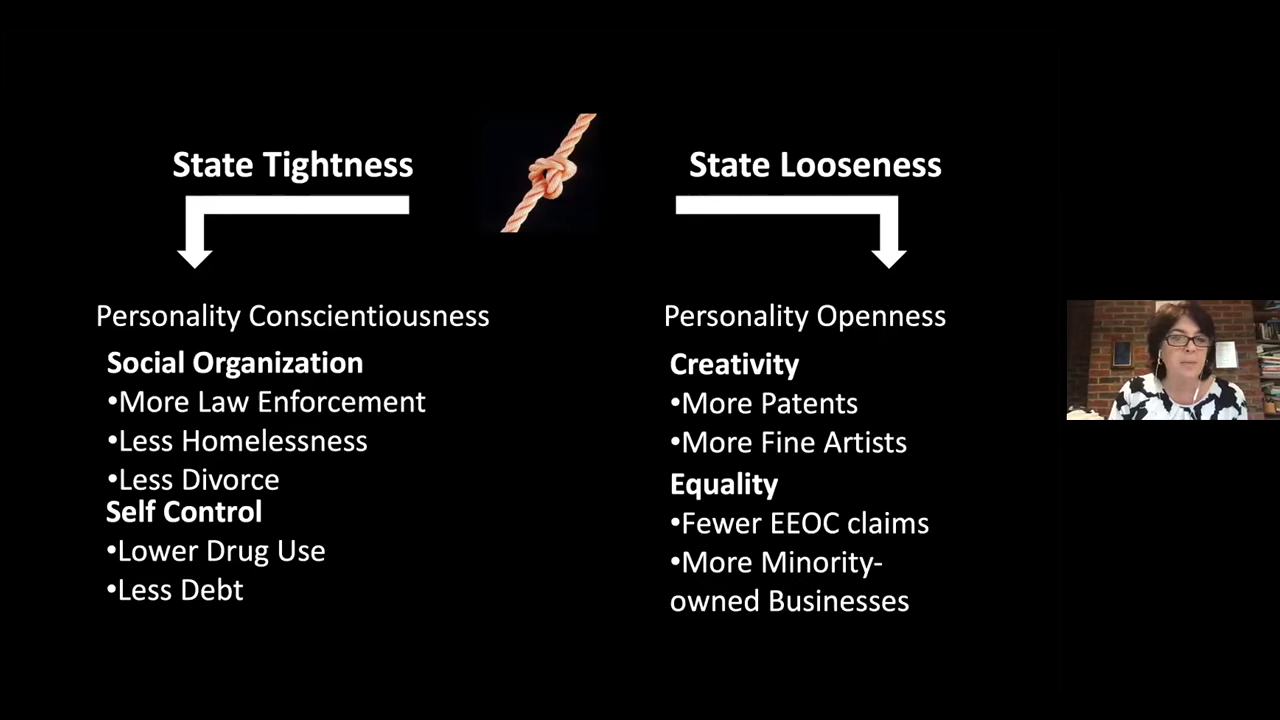 State Tightness
State Looseness
Personality Conscientiousness
Social Organization
•More Law Enforcement
•Less Homelessness
•Less Divorce
Self Control
•Lower Drug Use
•Less Debt
Personality Openness
Creativity
•More Patents
•More Fine Artists
Equality
•Fewer EEOC claims
•More Minority-
owned Businesses